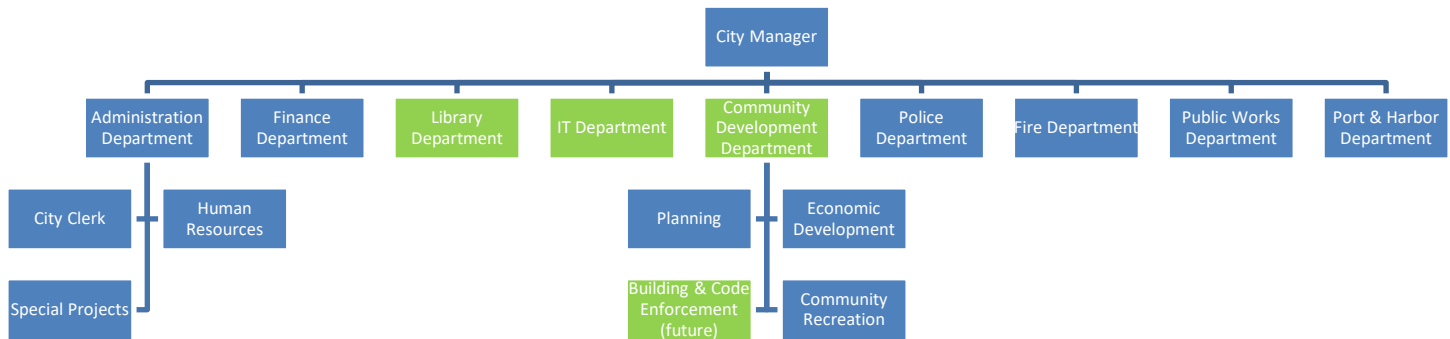 City Manager
Administration
Department
Finance
Department
Library
Department
IT Department
Community
Development
Department
Police
Department
Fire Department
Public Works
Department
Port & Harbor
Department
City Clerk
Human
Resources
Planning
Economic
Development
Special Projects
Building & Code
Enforcement
(future)
Community
Recreation